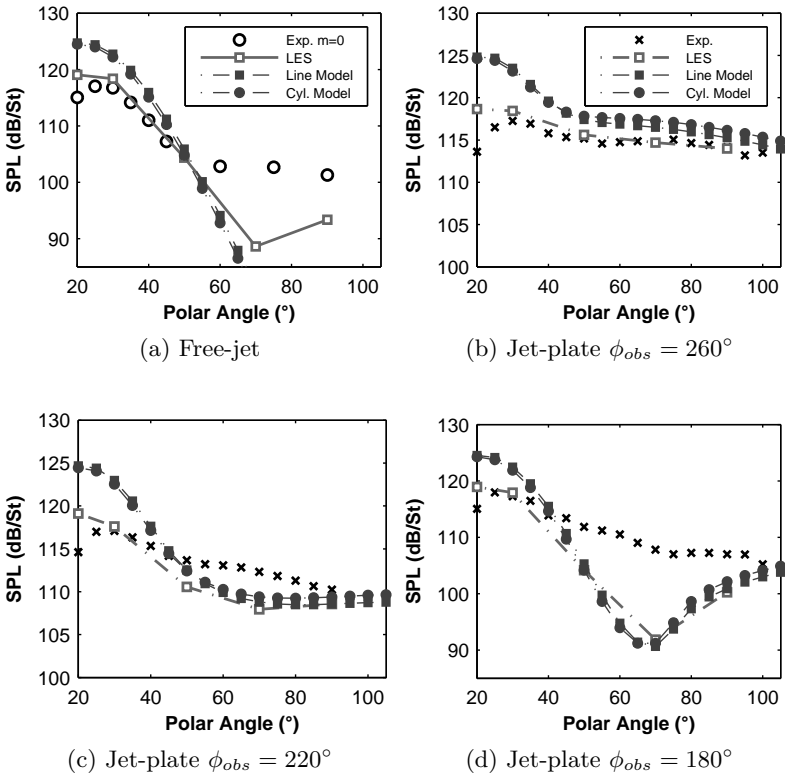 130
120
110
100
90
20 40 60 80 100
SPL (dB/St)
Polar Angle (°)
Exp. m=0
LES
Line Model
Cyl. Model
(a) Free-jet
130
125
120
115
110
105
100
20 40 60 80 100
SPL (dB/St)
Polar Angle (°)
Exp.
LES
Line Model
Cyl. Model
(b) Jet-plate ϕobs = 260°
130
125
120
115
110
105
100
20 40 60 80 100
SPL (dB/St)
Polar Angle (°)
(c) Jet-plate ϕobs = 220°
130
120
110
100
90
20 40 60 80 100
SPL (dB/St)
Polar Angle (°)
(d) Jet-plate ϕobs = 180°